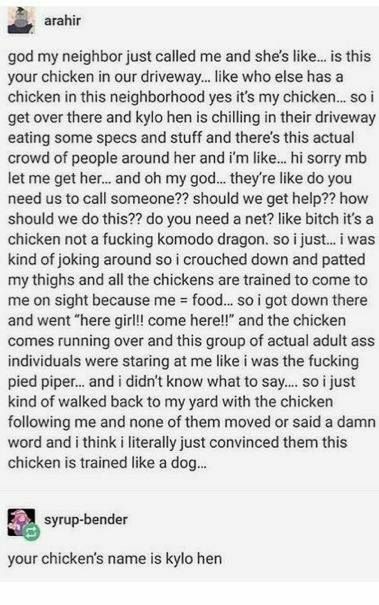 arahir
god my neighbor just called me and she's like... is this
your chicken in our driveway... like who else has a
chicken in this neighborhood yes it's my chicken... so i
get over there and kylo hen is chilling in their driveway
eating some specs and stuff and there's this actual
crowd of people around her and i'm like... hi sorry mb
let me get her... and oh my god... they're like do you
need us to call someone?? should we get help?? how
should we do this?? do you need a net? like bitch it's a
chicken not a fucking komodo dragon. so i just... i was
kind of joking around so i crouched down and patted
my thighs and all the chickens are trained to come to
me on sight because me = food... so i got down there
and went "here girl!! come here!!" and the chicken
comes running over and this group of actual adult ass
individuals were staring at me like i was the fucking
pied piper... and i didn't know what to say.... so i just
kind of walked back to my yard with the chicken
following me and none of them moved or said a damn
word and i think i literally just convinced them this
chicken is trained like a dog...
syrup-bender
your chicken's name is kylo hen